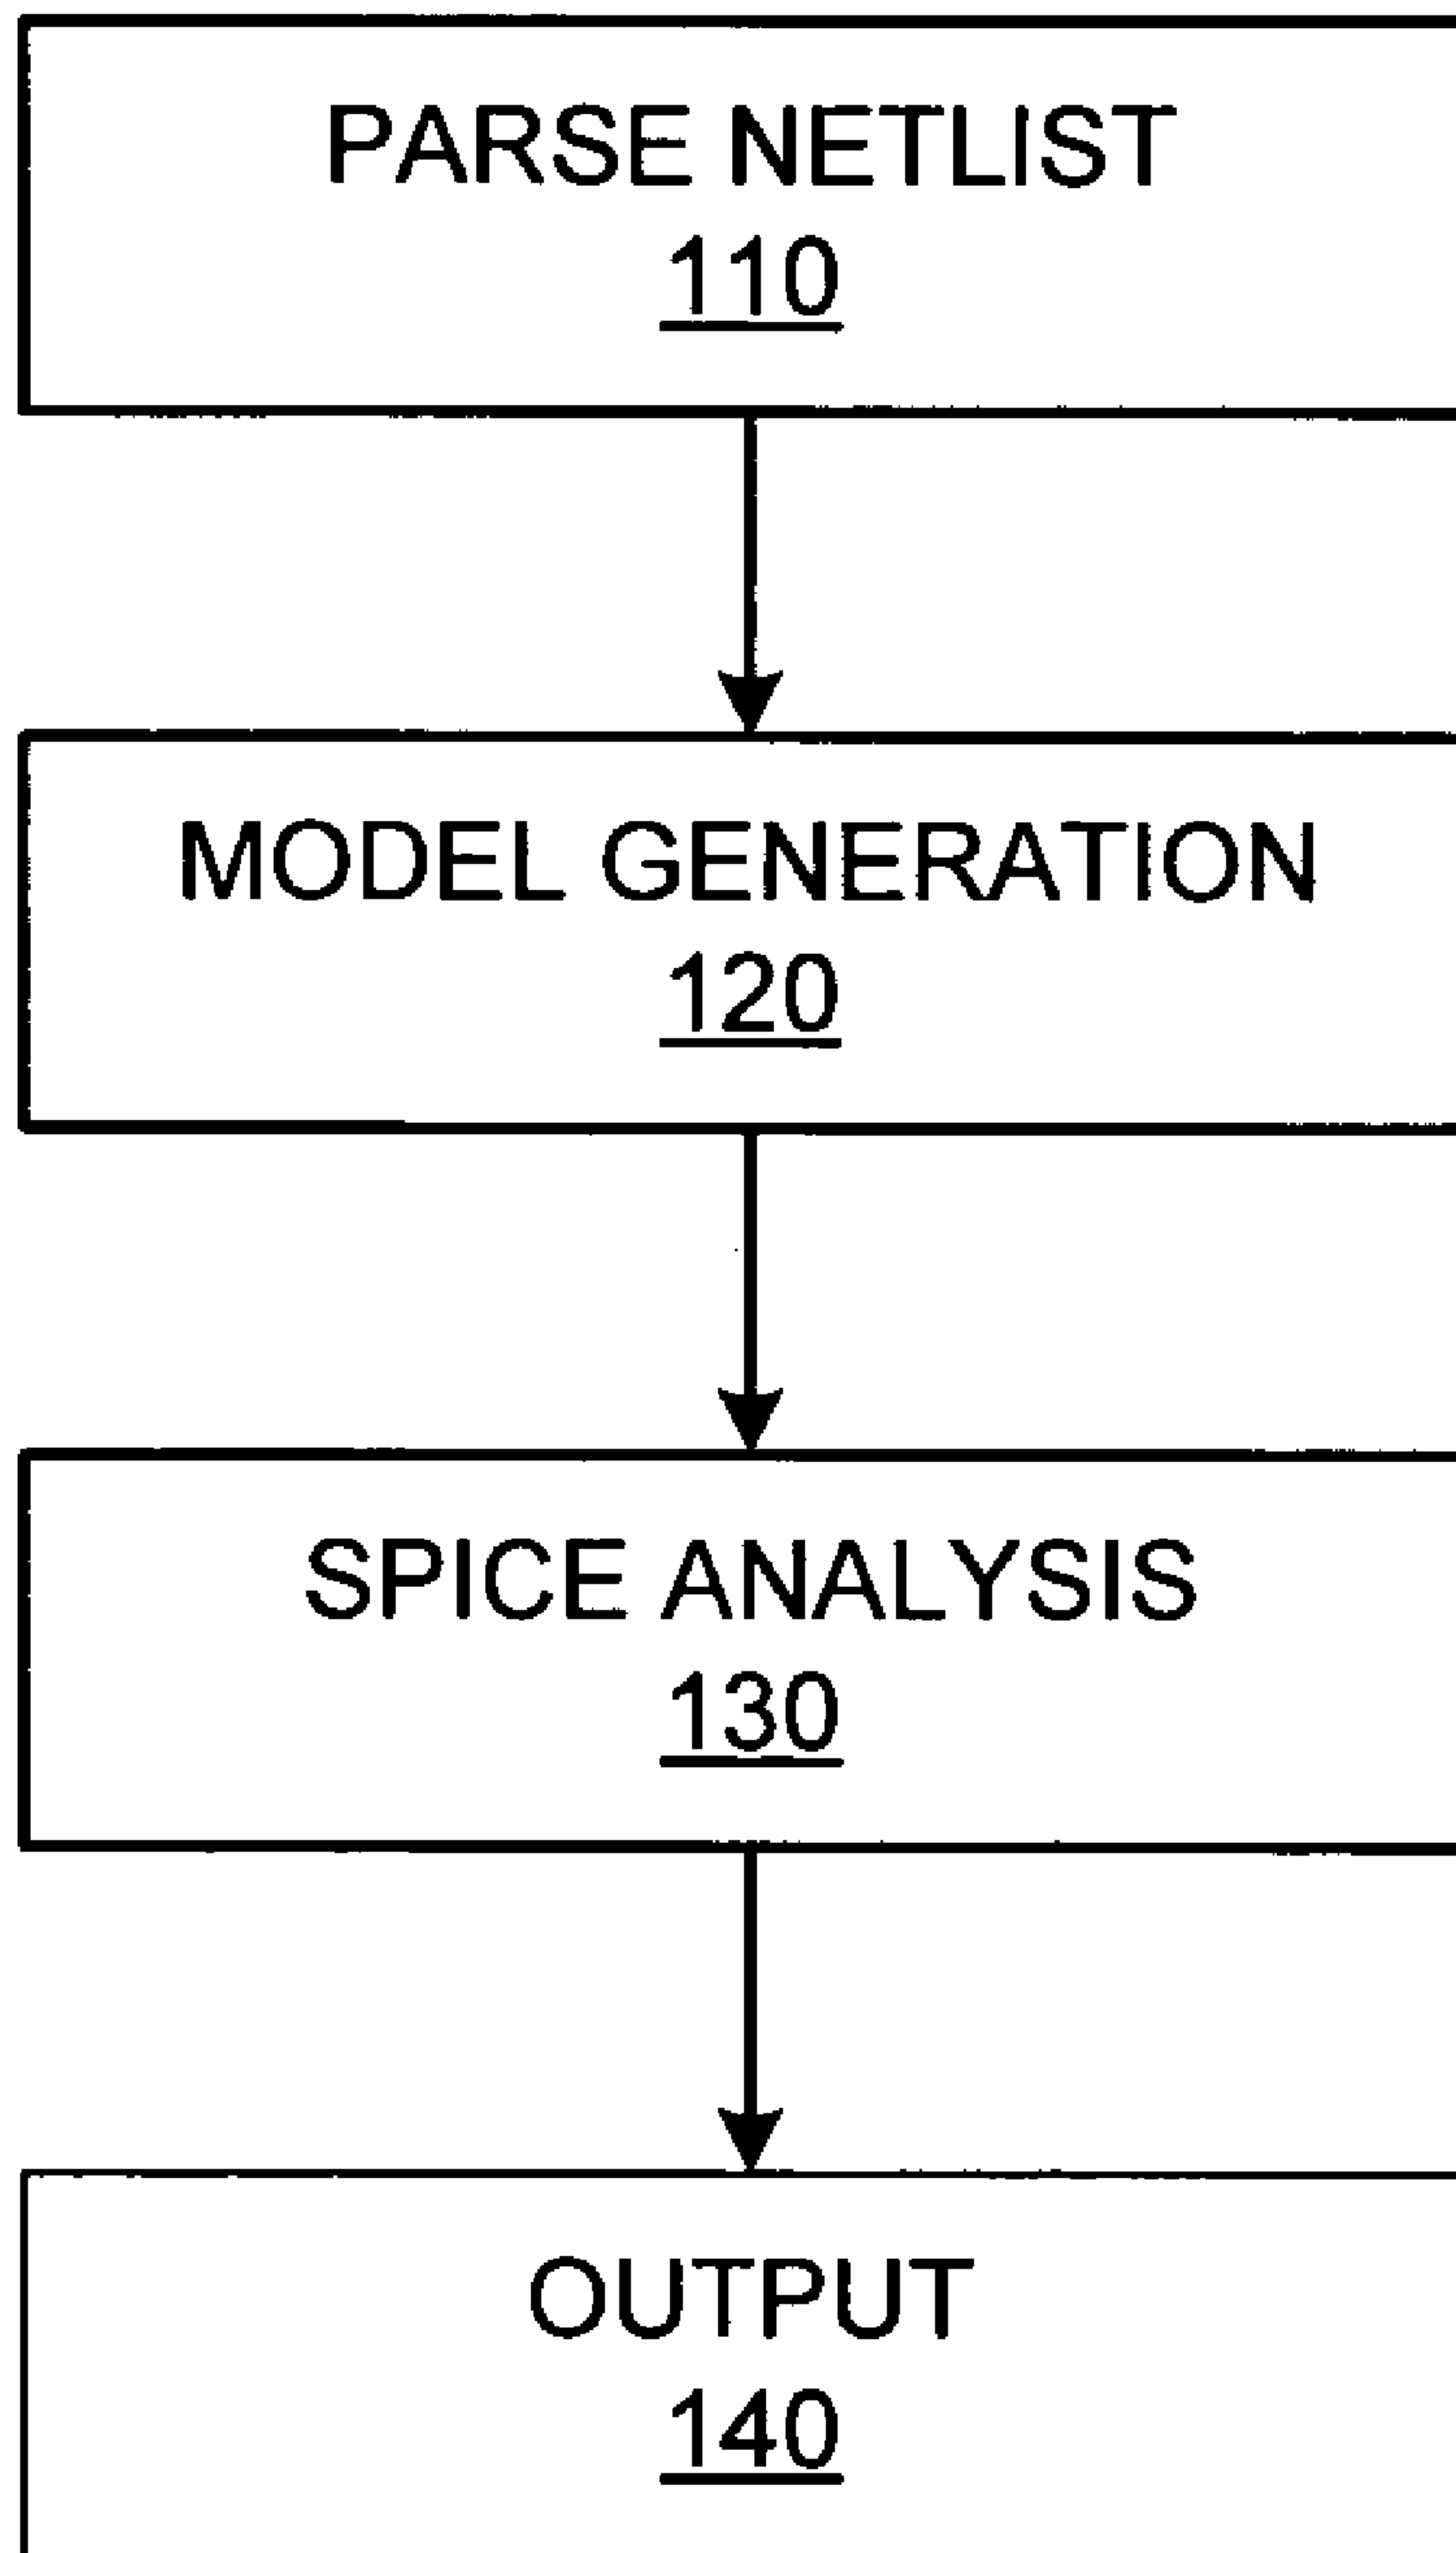 PARSE NETLIST
110
MODEL GENERATION
120
SPICE ANALYSIS
130
OUTPUT
140